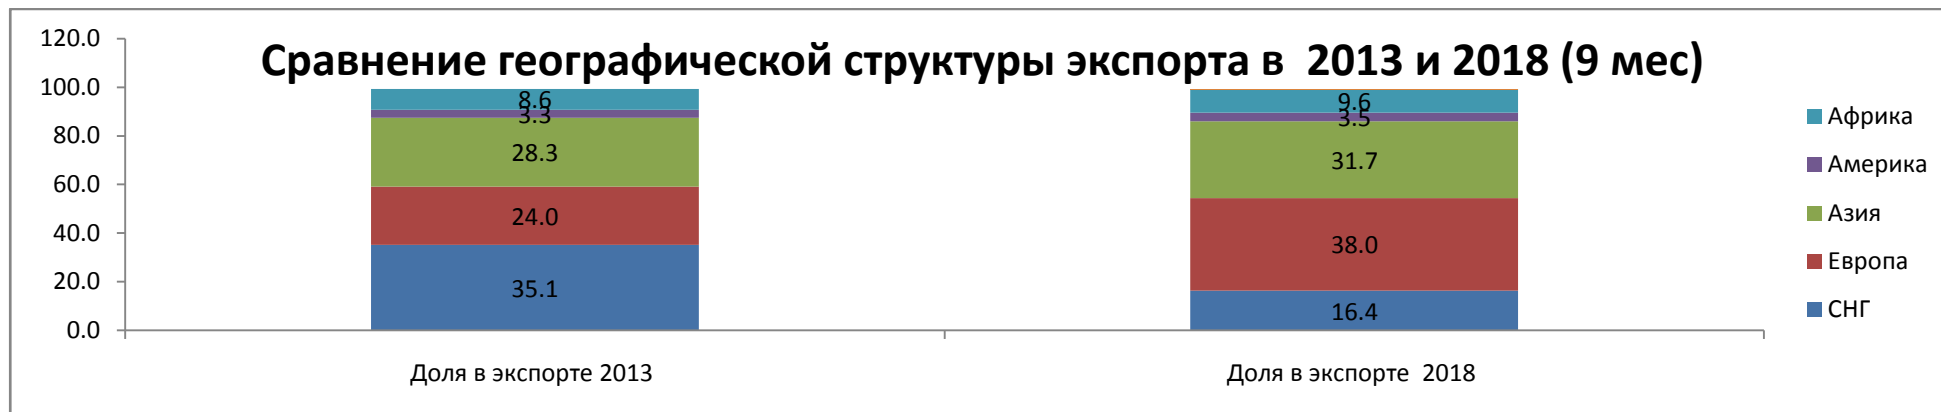 Сравнение географической структуры экспорта в 2013 и 2018 (9 мес)
120.0
100.0
80.0
60.0
40.0
20.0
0.0
8.6
3.3
28.3
24.0
35.1
9.6
3.5
31.7
38.0
16.4
Доля в экспорте 2013
Доля в экспорте 2018
Африка
Америка
Азия
Европа
СНГ